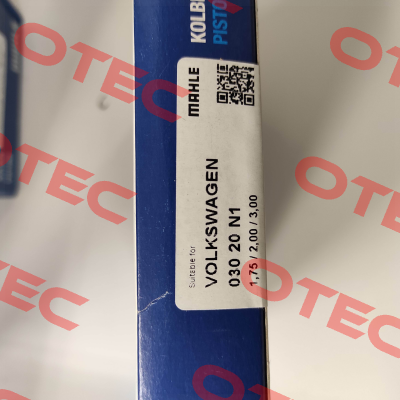 KOLBE
PISTO
MAHLE
Suitable for
VOLKSWAGEN
030 20 N1
1,75 / 2,00 / 3,00
OTEC
OTEC
OTEC
OTEC
OTEC